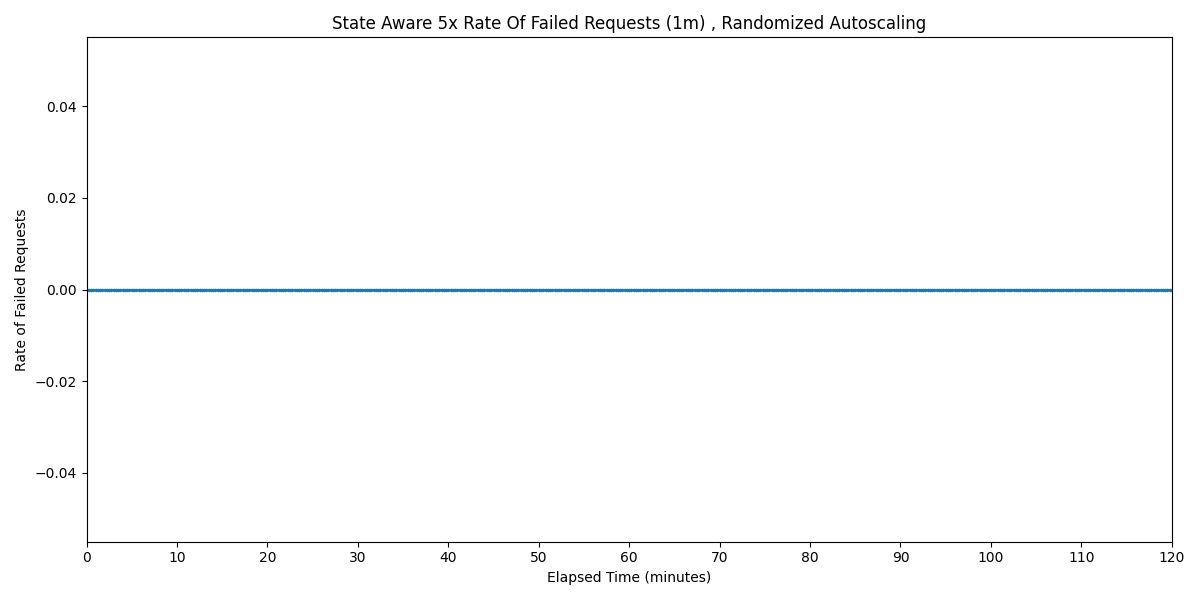 State Aware 5x Rate Of Failed Requests (1m) , Randomized Autoscaling
Rate of Failed Requests
0.04
0.02
0.00
−0.02
−0.04
0 10 20 30 40 50 60 70 80 90 100 110 120
Elapsed Time (minutes)